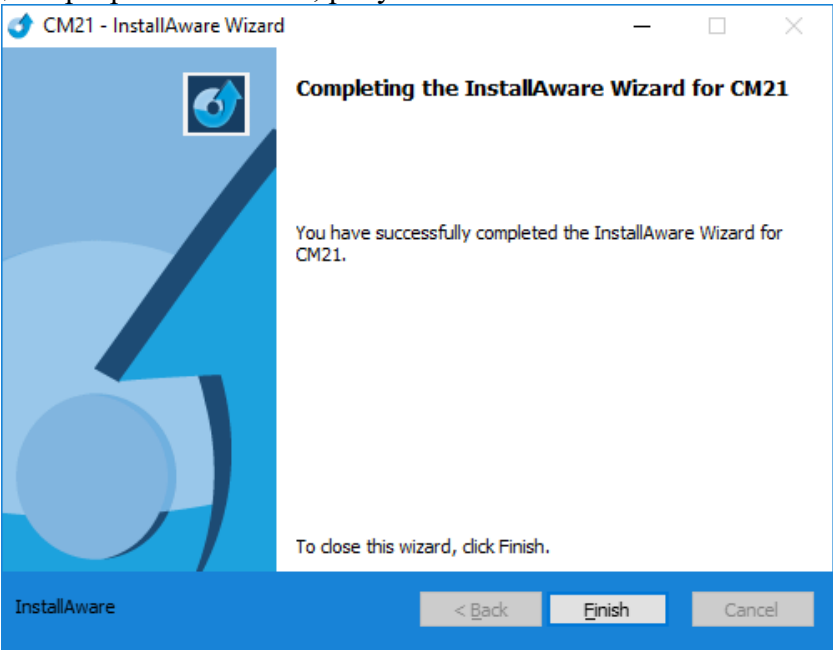 CM21 - InstallAware Wizard
Completing the InstallAware Wizard for CM21
You have successfully completed the InstallAware Wizard for
CM21.
To close this wizard, click Finish.
InstallAware
< Back
Finish
Cancel